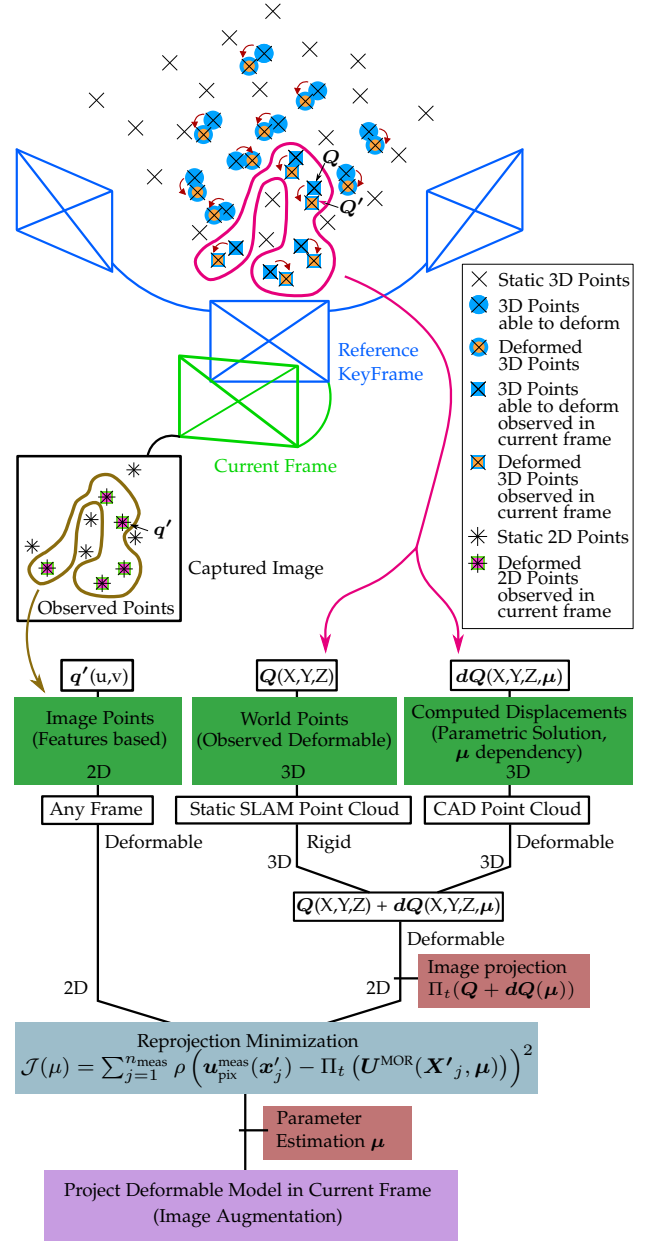 Q
Q'
Reference
KeyFrame
Current Frame
Static 3D Points
3D Points
able to deform
Deformed
3D Points
3D Points
able to deform
observed in
current frame
Deformed
3D Points
observed in
current frame
Static 2D Points
Deformed
2D Points
observed in
current frame
q'
Observed Points
Captured Image
q'(u,v)
Q(X,Y,Z)
dQ(X,Y,Z,μ)
Image Points
(Features based)
2D
World Points
(Observed Deformable)
3D
Computed Displacements
(Parametric Solution,
μ dependency)
3D
Any Frame
Static SLAM Point Cloud
CAD Point Cloud
Deformable
Rigid
Deformable
3D
3D
Q(X,Y,Z) + dQ(X,Y,Z,μ)
Deformable
Image projection
Π_t(Q + dQ(μ))
2D
2D
Reprojection Minimization
𝒥(μ) = ∑_{j=1}^{n_meas} ρ (u_pix^meas(x'_j) − Π_t (U^MOR(X'_j, μ)))^2
Parameter
Estimation μ
Project Deformable Model in Current Frame
(Image Augmentation)